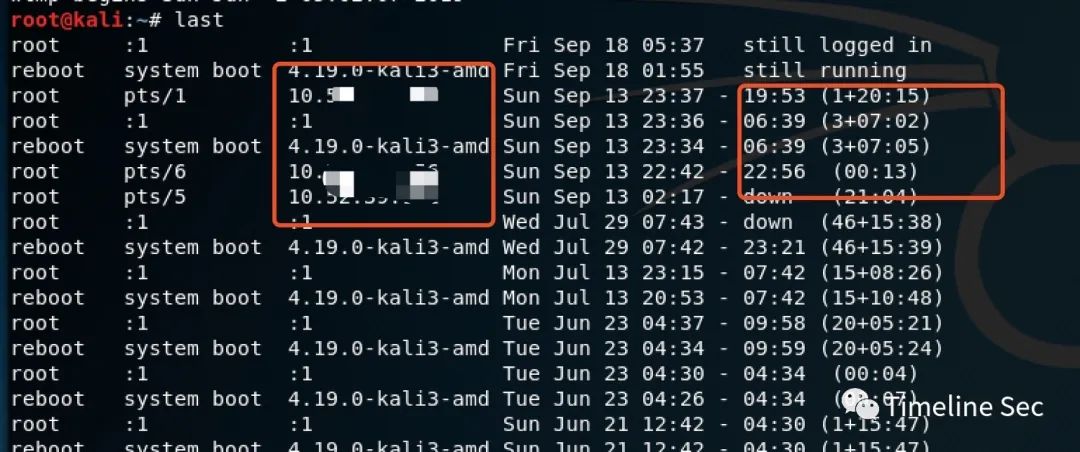 root@kali:~# last
root :1 :1 Fri Sep 18 05:37 still logged in
reboot system boot 4.19.0-kali3-amd Fri Sep 18 01:55 still running
root pts/1 Sun Sep 13 23:37 - 19:53 (1+20:15)
root :1 :1 Sun Sep 13 23:36 - 06:39 (3+07:02)
reboot system boot 4.19.0-kali3-amd Sun Sep 13 23:34 - 06:39 (3+07:05)
root pts/6 Sun Sep 13 22:42 - 22:56 (00:13)
root pts/5 Sun Sep 13 02:17 - down (21:04)
root :1 :1 Wed Jul 29 07:43 - down (46+15:38)
reboot system boot 4.19.0-kali3-amd Wed Jul 29 07:42 - 23:21 (46+15:39)
root :1 :1 Mon Jul 13 23:15 - 07:42 (15+08:26)
reboot system boot 4.19.0-kali3-amd Mon Jul 13 20:53 - 07:42 (15+10:48)
root :1 :1 Tue Jun 23 04:37 - 09:58 (20+05:21)
reboot system boot 4.19.0-kali3-amd Tue Jun 23 04:34 - 09:59 (20+05:24)
root :1 :1 Tue Jun 23 04:30 - 04:34 (00:04)
reboot system boot 4.19.0-kali3-amd Tue Jun 23 04:26 - 04:34
root :1 :1 Sun Jun 21 12:42 - 04:30 (1+15:47)
reboot system boot 4.19.0-kali3-amd Sun Jun 21 12:42 - 04:30 (1+15:47)
Timeline Sec